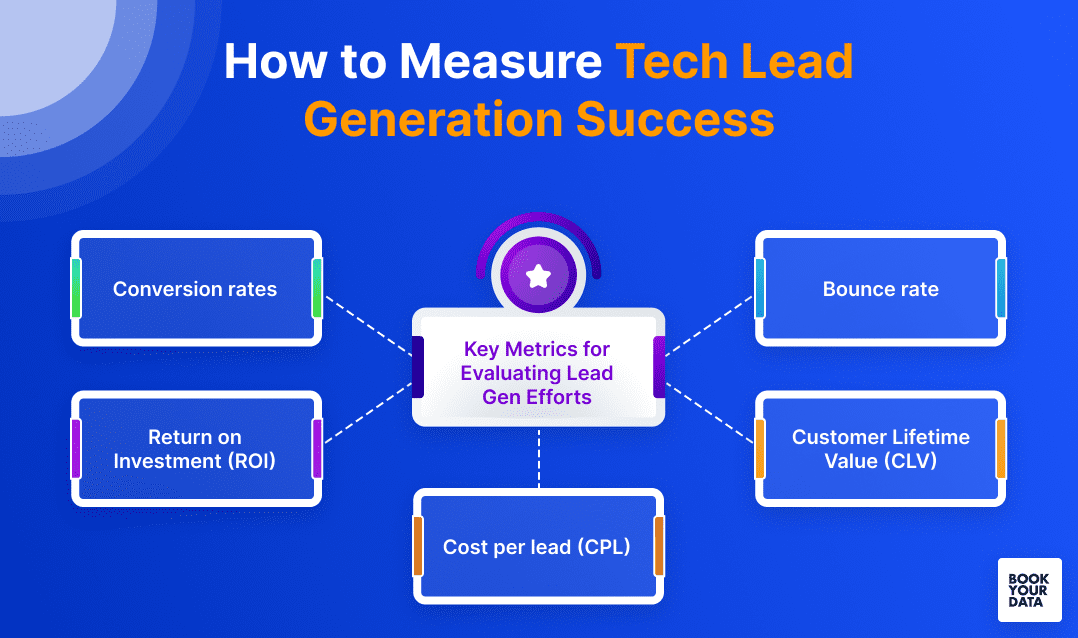 How to Measure Tech Lead
Generation Success
Conversion rates
Bounce rate
Key Metrics for
Evaluating Lead
Gen Efforts
Return on
Investment (ROI)
Customer Lifetime
Value (CLV)
Cost per lead (CPL)
BOOK
YOUR
DATA